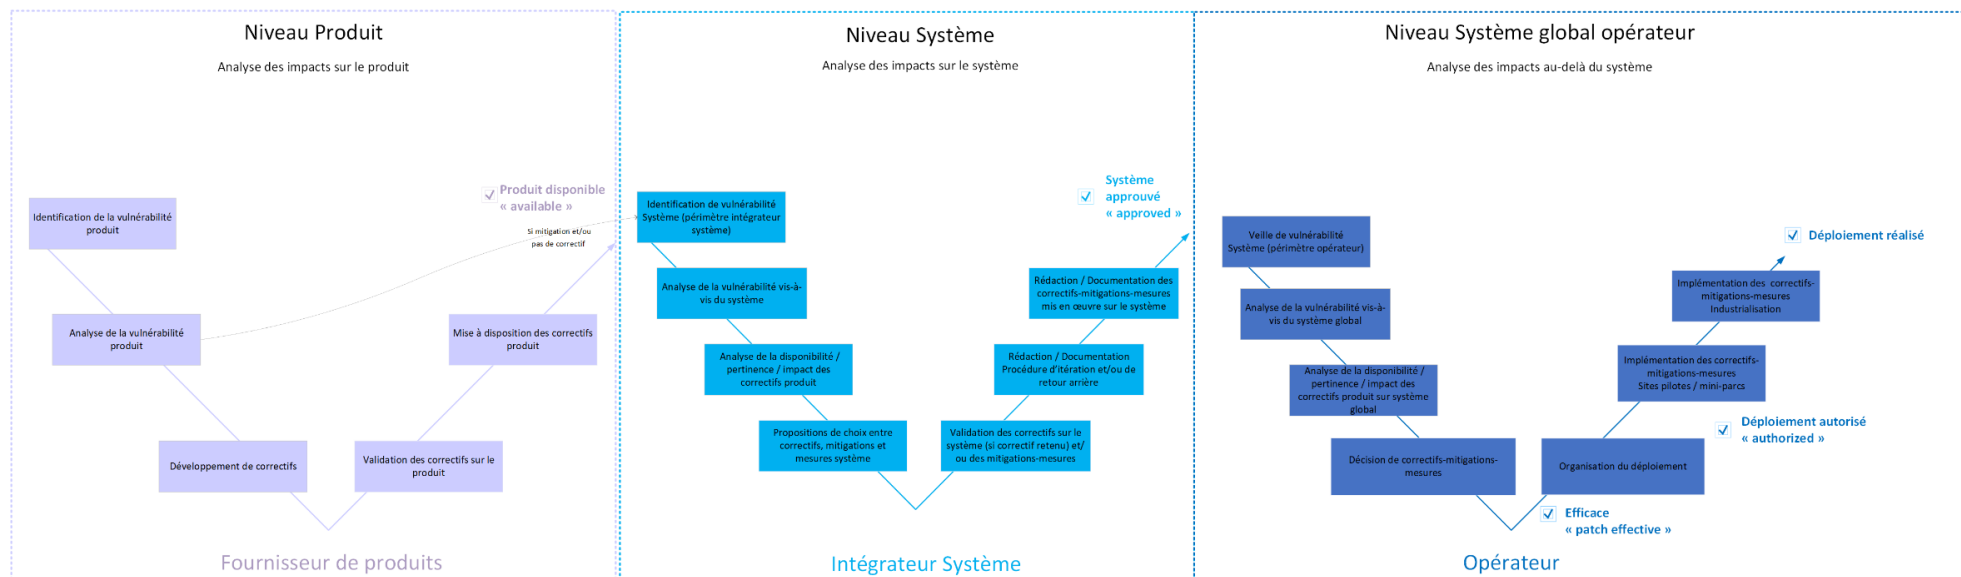 Niveau Produit
Analyse des impacts sur le produit
Produit disponible
« available »
Si mitigation et/ou
pas de correctif
Identification de la vulnérabilité
produit
Analyse de la vulnérabilité
produit
Mise à disposition des correctifs
produit
Développement de correctifs
Validation des correctifs sur le
produit
Fournisseur de produits
Niveau Système
Analyse des impacts sur le système
Système
approuvé
« approved »
Identification de vulnérabilité
Système (périmètre intégrateur
système)
Analyse de la vulnérabilité vis-à-
vis du système
Rédaction / Documentation des
correctifs-mitigations-mesures
mis en œuvre sur le système
Analyse de la disponibilité /
pertinence / impact des
correctifs produit
Rédaction / Documentation
Procédure d’itération et/ou de
retour arrière
Propositions de choix entre
correctifs, mitigations et
mesures système
Validation des correctifs sur le
système (si correctif retenu) et/
ou des mitigations-mesures
Intégrateur Système
Niveau Système global opérateur
Analyse des impacts au-delà du système
Veille de vulnérabilité
Système (périmètre opérateur)
Déploiement réalisé
Analyse de la vulnérabilité vis-à-
vis du système global
Implémentation des correctifs-
mitigations-mesures
Industrialisation
Analyse de la disponibilité /
pertinence / impact des
correctifs produit sur système
global
Implémentation des correctifs-
mitigations-mesures
Sites pilotes / mini-parcs
Déploiement autorisé
« authorized »
Décision de correctifs-mitigations-
mesures
Organisation du déploiement
Efficace
« patch effective »
Opérateur